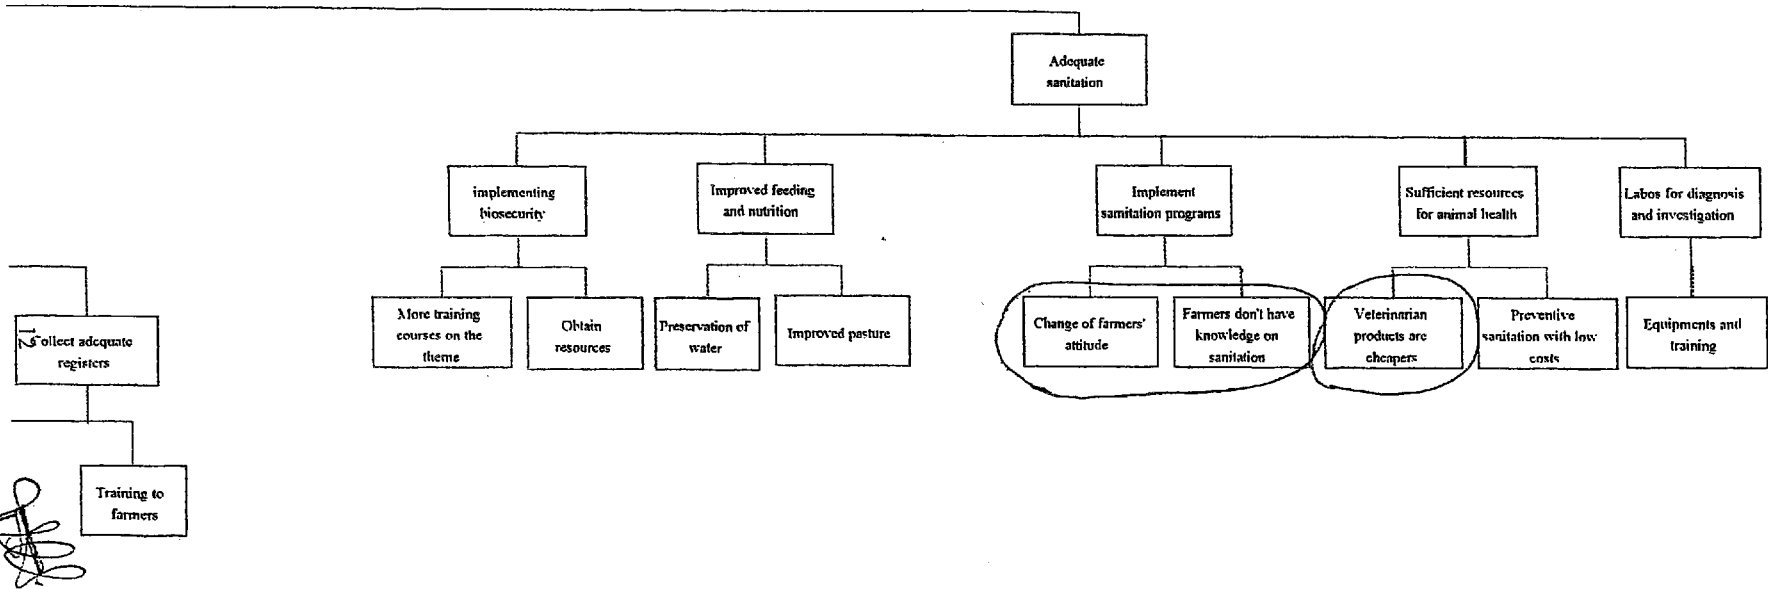 Adequate
sanitation
implementing
biosecurity
Improved feeding
and nutrition
Implement
sanitation programs
Sufficient resources
for animal health
Labos for diagnosis
and investigation
More training
courses on the
theme
Obtain
resources
Preservation of
water
Improved pasture
Change of farmers'
attitude
Farmers don't have
knowledge on
sanitation
Veterinarian
products are
cheapers
Preventive
sanitation with low
costs
Equipments and
training
12
ollect adequate
registers
Training to
farmers